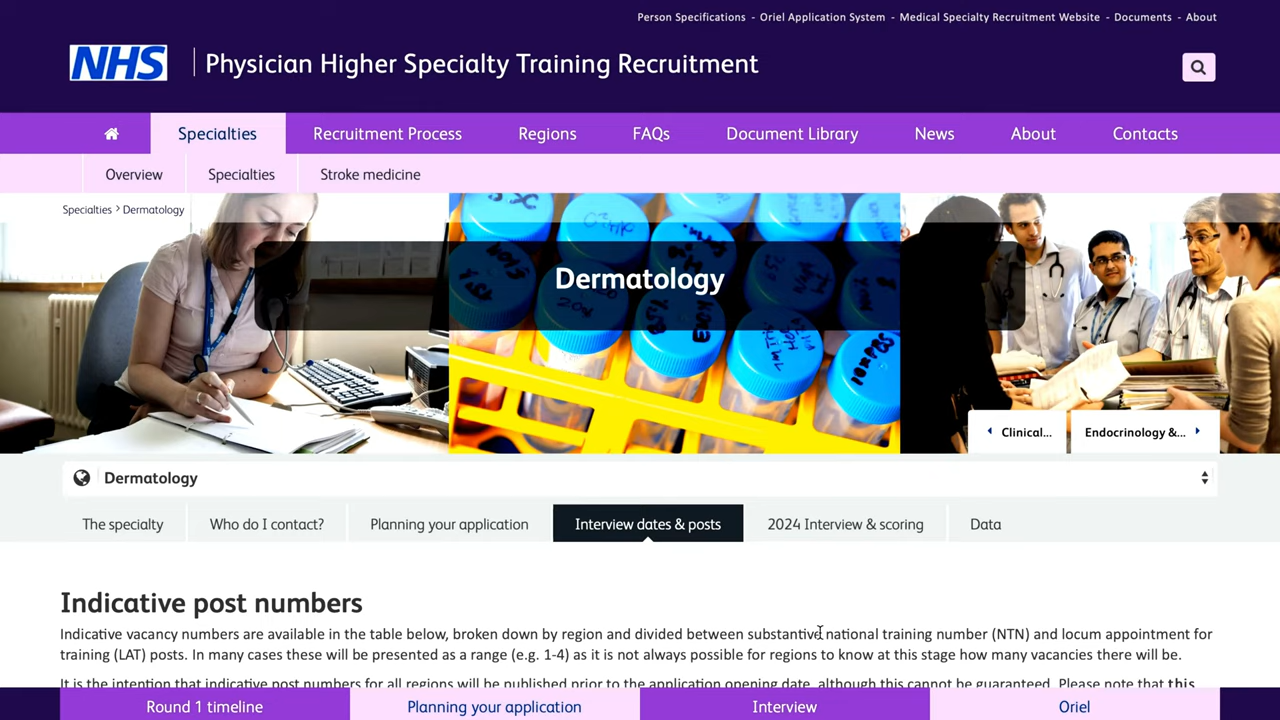 Person Specifications - Oriel Application System - Medical Specialty Recruitment Website - Documents - About
NHS
Physician Higher Specialty Training Recruitment
Specialties
Recruitment Process
Regions
FAQs
Document Library
News
About
Contacts
Overview
Specialties
Stroke medicine
Specialties > Dermatology
Dermatology
Clinical...
Endocrinology &...
Dermatology
The specialty
Who do I contact?
Planning your application
Interview dates & posts
2024 Interview & scoring
Data
Indicative post numbers
Indicative vacancy numbers are available in the table below, broken down by region and divided between substantive national training number (NTN) and locum appointment for
training (LAT) posts. In many cases these will be presented as a range (e.g. 1-4) as it is not always possible for regions to know at this stage how many vacancies there will be.
It is the intention that indicative post numbers for all regions will be published prior to the application opening date, although this cannot be guaranteed. Please note that this
Round 1 timeline
Planning your application
Interview
Oriel